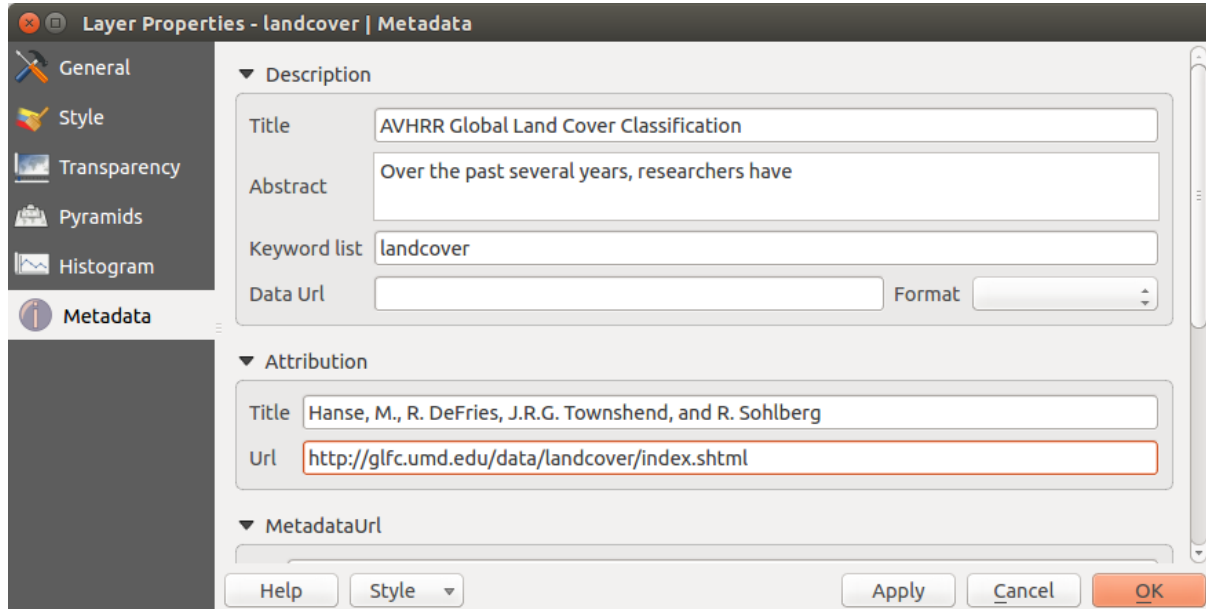 Layer Properties - landcover | Metadata
General
Style
Transparency
Pyramids
Histogram
Metadata
Description
Title AVHRR Global Land Cover Classification
Abstract Over the past several years, researchers have
Keyword list landcover
Data Url Format
Attribution
Title Hanse, M., R. DeFries, J.R.G. Townshend, and R. Sohlberg
Url http://glfc.umd.edu/data/landcover/index.shtml
MetadataUrl
Help Style Apply Cancel OK